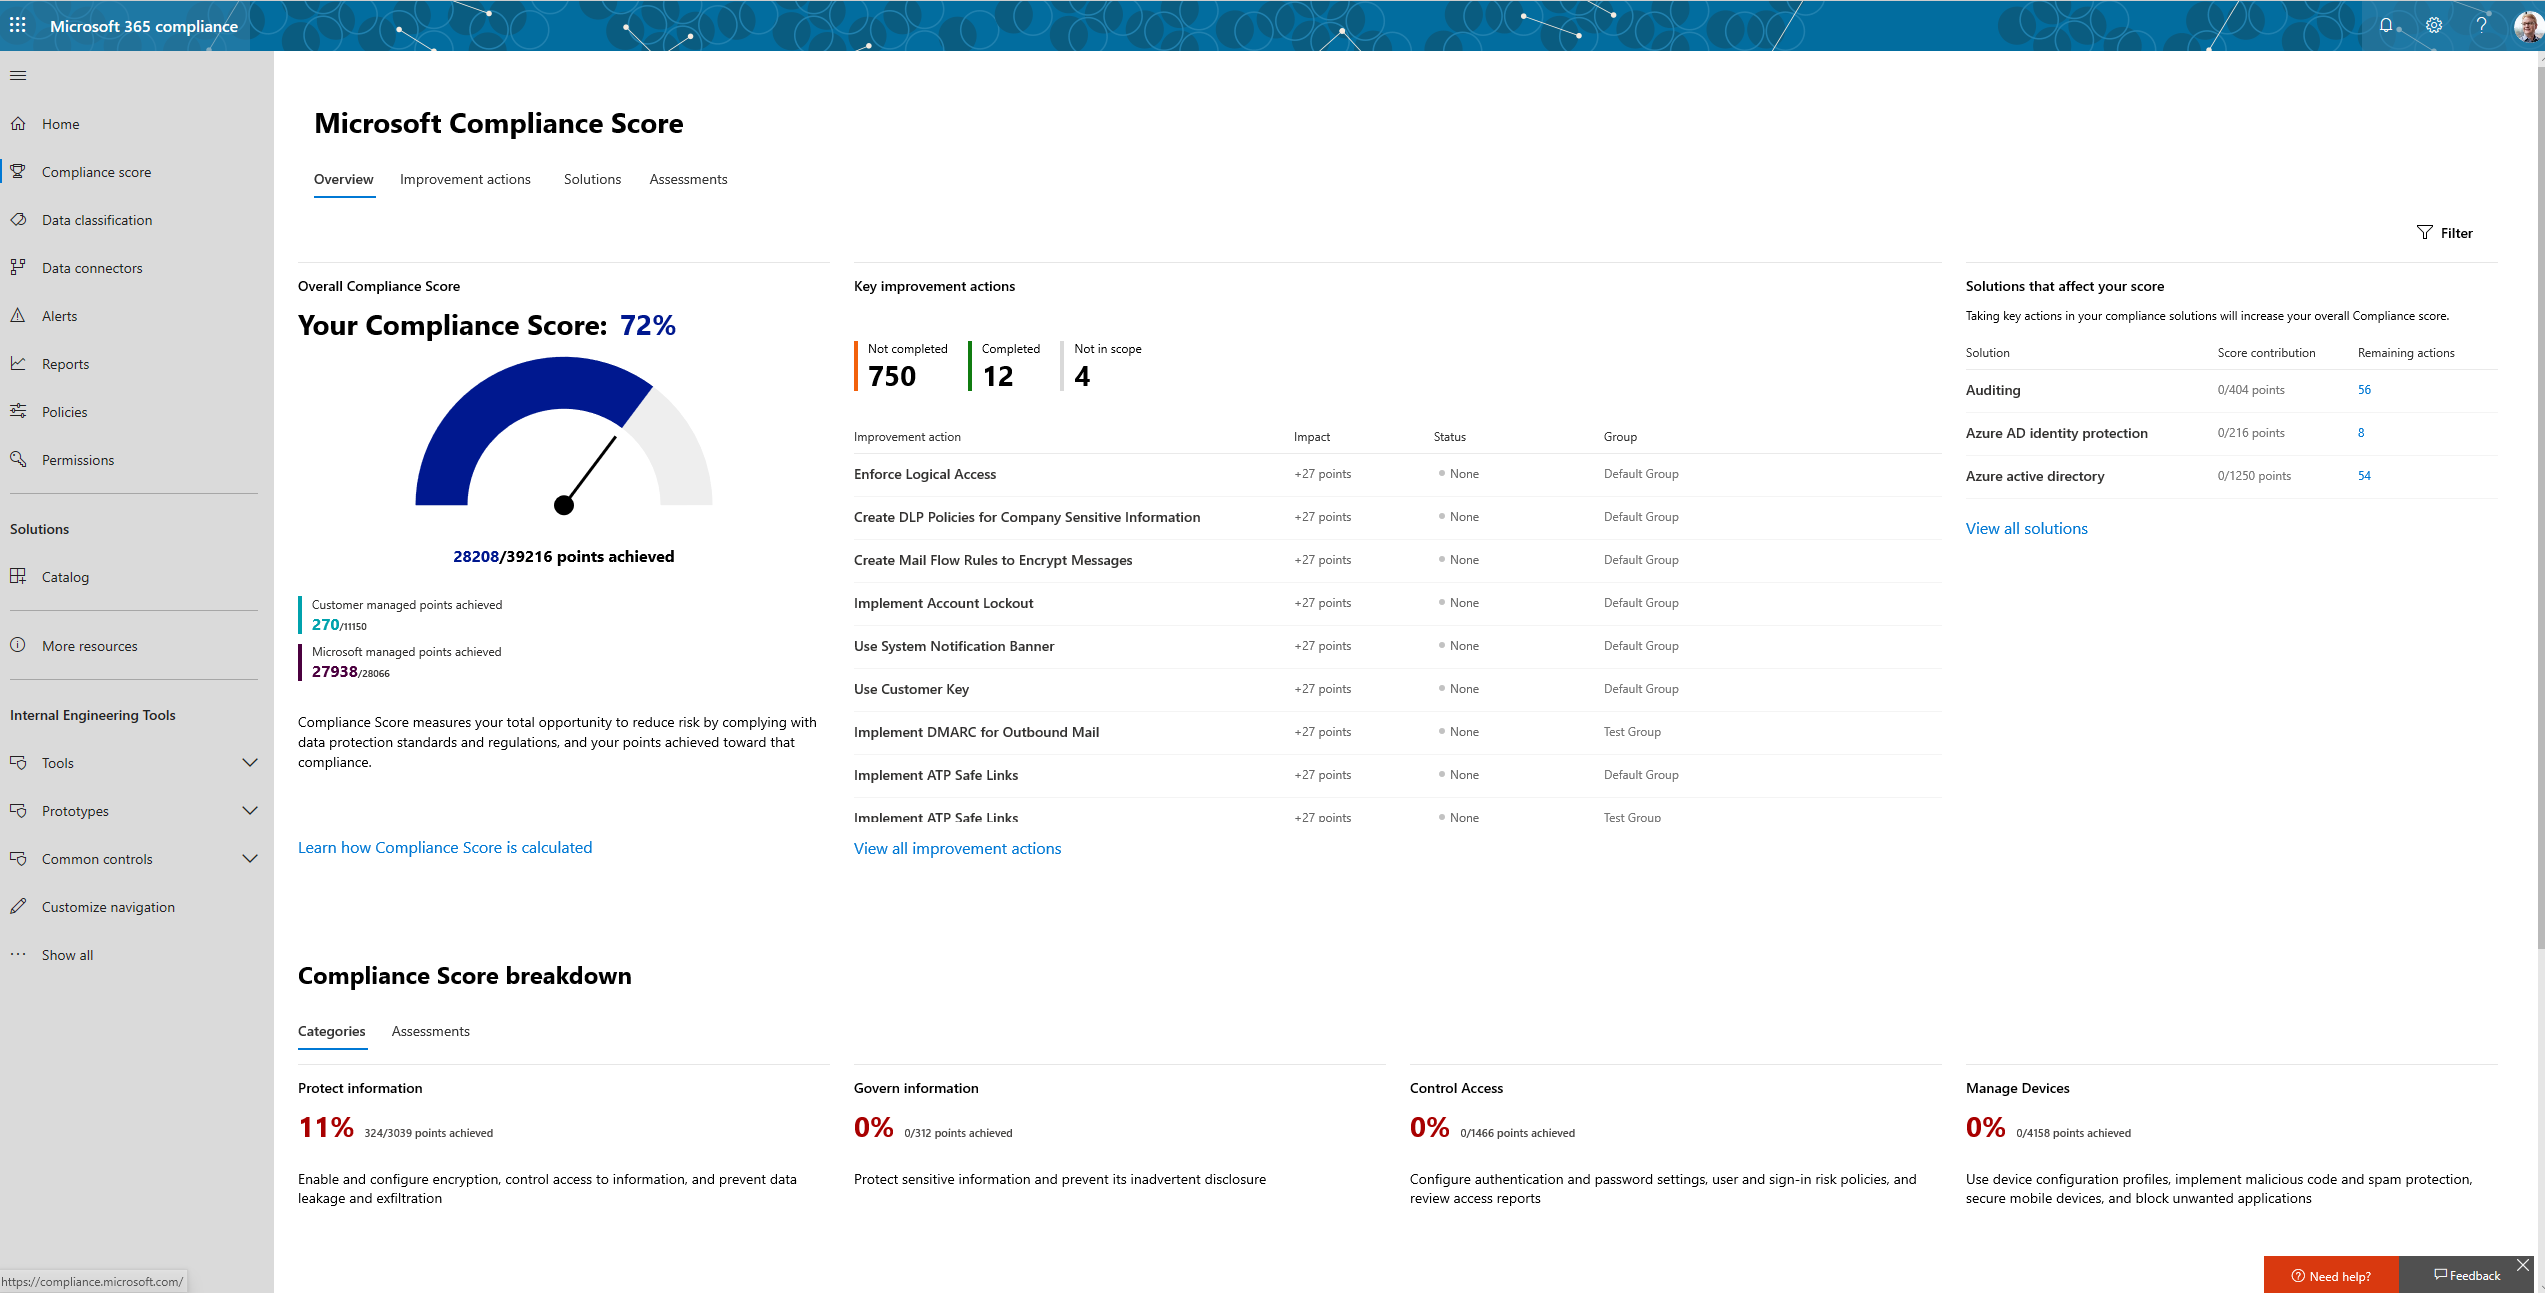 Microsoft 365 compliance
Home
Compliance score
Data classification
Data connectors
Alerts
Reports
Policies
Permissions
Solutions
Catalog
More resources
Internal Engineering Tools
Tools
Prototypes
Common controls
Customize navigation
Show all
https://compliance.microsoft.com/
Microsoft Compliance Score
Overview Improvement actions Solutions Assessments
Filter
Overall Compliance Score
Your Compliance Score: 72%
28208/39216 points achieved
Customer managed points achieved
270/11150
Microsoft managed points achieved
27938/28066
Compliance Score measures your total opportunity to reduce risk by complying with
data protection standards and regulations, and your points achieved toward that
compliance.
Learn how Compliance Score is calculated
Key improvement actions
Not completed Completed Not in scope
750 12 4
Improvement action Impact Status Group
Enforce Logical Access +27 points None Default Group
Create DLP Policies for Company Sensitive Information +27 points None Default Group
Create Mail Flow Rules to Encrypt Messages +27 points None Default Group
Implement Account Lockout +27 points None Default Group
Use System Notification Banner +27 points None Default Group
Use Customer Key +27 points None Default Group
Implement DMARC for Outbound Mail +27 points None Test Group
Implement ATP Safe Links +27 points None Default Group
Implement ATP Safe Links +27 points None Test Group
View all improvement actions
Solutions that affect your score
Taking key actions in your compliance solutions will increase your overall Compliance score.
Solution Score contribution Remaining actions
Auditing 0/404 points 56
Azure AD identity protection 0/216 points 8
Azure active directory 0/1250 points 54
View all solutions
Compliance Score breakdown
Categories Assessments
Protect information
11% 324/3039 points achieved
Enable and configure encryption, control access to information, and prevent data
leakage and exfiltration
Govern information
0% 0/312 points achieved
Protect sensitive information and prevent its inadvertent disclosure
Control Access
0% 0/1466 points achieved
Configure authentication and password settings, user and sign-in risk policies, and
review access reports
Manage Devices
0% 0/4158 points achieved
Use device configuration profiles, implement malicious code and spam protection,
secure mobile devices, and block unwanted applications
Need help? Feedback